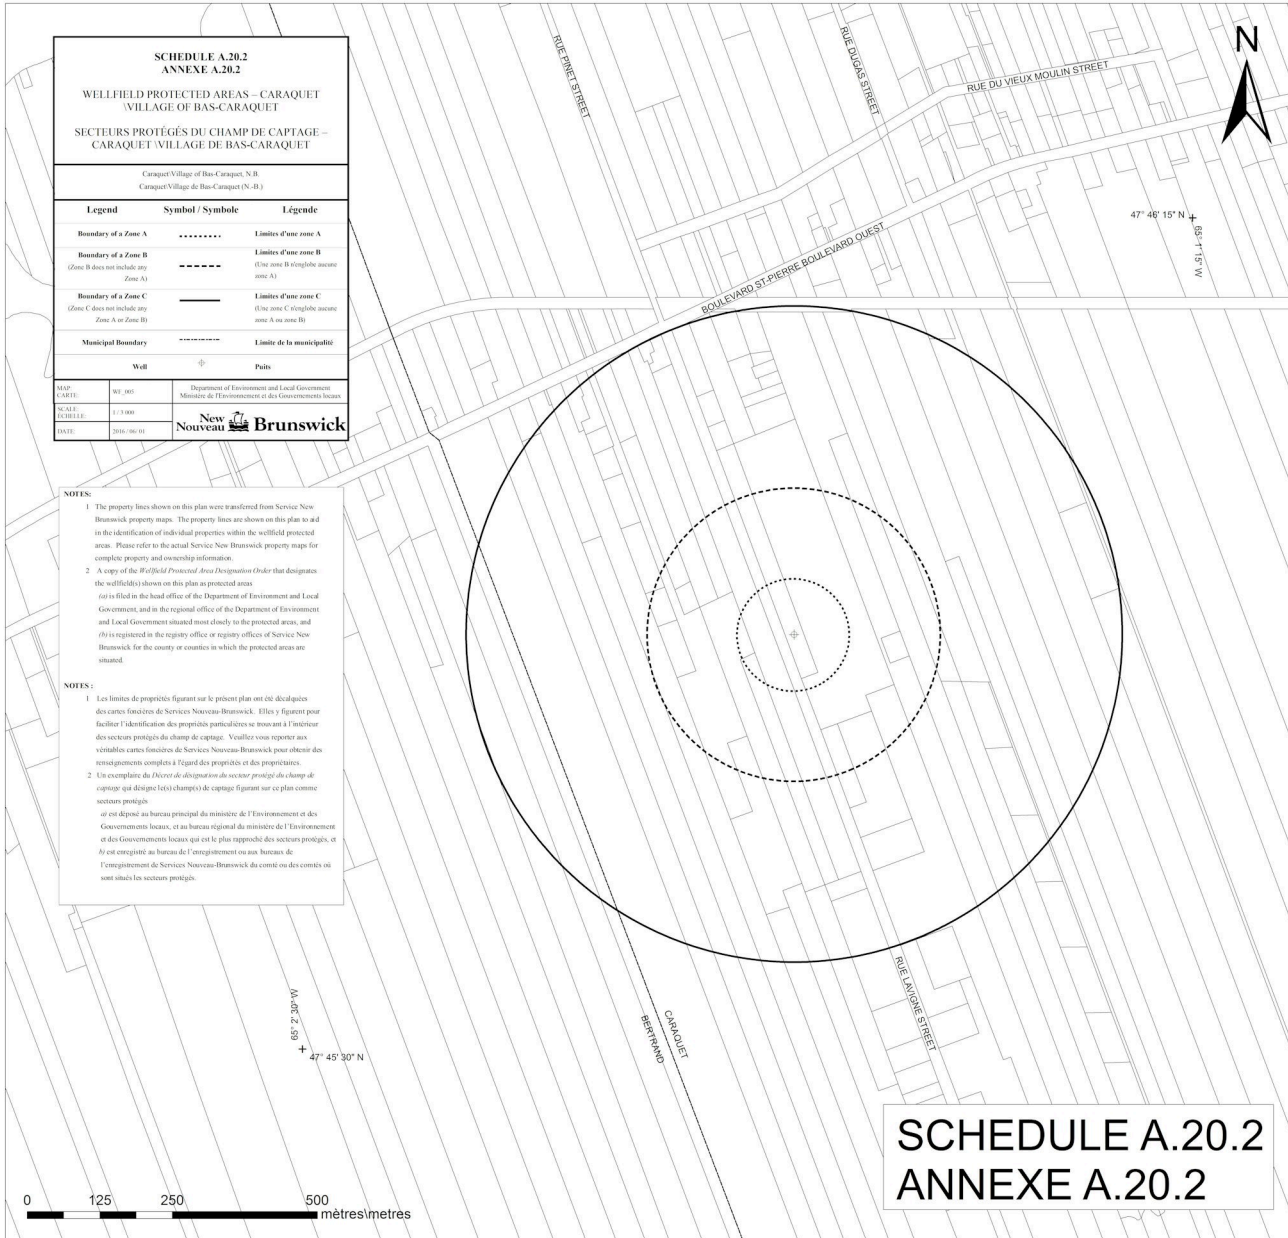 SCHEDULE A.20.2
ANNEXE A.20.2
WELLFIELD PROTECTED AREAS – CARAQUET
\VILLAGE OF BAS-CARAQUET
SECTEURS PROTÉGÉS DU CHAMP DE CAPTAGE –
CARAQUET \VILLAGE DE BAS-CARAQUET
Caraquet\Village of Bas-Caraquet, N.B.
Caraquet\Village de Bas-Caraquet (N.-B.)
Legend Symbol / Symbole Légende
Boundary of a Zone A Limites d'une zone A
Boundary of a Zone B Limites d'une zone B
(Zone B does not include any (Une zone B n'englobe aucune
Zone A) zone A)
Boundary of a Zone C Limites d'une zone C
(Zone C does not include any (Une zone C n'englobe aucune
Zone A or Zone B) zone A ou zone B)
Municipal Boundary Limite de la municipalité
Well Puits
MAP
CARTE: WF_005 Department of Environment and Local Government
Ministère de l'Environnement et des Gouvernements locaux
SCALE:
ÉCHELLE: 1 / 5 000
DATE: 2016 / 06/ 01
New
Nouveau Brunswick
NOTES:
1 The property lines shown on this plan were transferred from Service New
Brunswick property maps. The property lines are shown on this plan to aid
in the identification of individual properties within the wellfield protected
areas. Please refer to the actual Service New Brunswick property maps for
complete property and ownership information.
2 A copy of the Wellfield Protected Area Designation Order that designates
the wellfield(s) shown on this plan as protected areas
(a) is filed in the head office of the Department of Environment and Local
Government, and in the regional office of the Department of Environment
and Local Government situated most closely to the protected areas, and
(b) is registered in the registry office or registry offices of Service New
Brunswick for the county or counties in which the protected areas are
situated.
NOTES :
1 Les limites de propriétés figurant sur le présent plan ont été décalquées
des cartes foncières de Services Nouveau-Brunswick. Elles y figurent pour
faciliter l'identification des propriétés particulières se trouvant à l'intérieur
des secteurs protégés du champ de captage. Veuillez vous reporter aux
véritables cartes foncières de Services Nouveau-Brunswick pour obtenir des
renseignements complets à l'égard des propriétés et des propriétaires.
2 Un exemplaire du Décret de désignation du secteur protégé du champ de
captage qui désigne le(s) champ(s) de captage figurant sur ce plan comme
secteurs protégés
a) est déposé au bureau principal du ministère de l'Environnement et des
Gouvernements locaux, et au bureau régional du ministère de l'Environnement
et des Gouvernements locaux qui est le plus rapproché des secteurs protégés, et
b) est enregistré au bureau de l'enregistrement ou aux bureaux de
l'enregistrement de Services Nouveau-Brunswick du comté ou des comtés où
sont situés les secteurs protégés.
RUE PINET STREET
RUE DUGAS STREET
RUE DU VIEUX MOULIN STREET
N
BOULEVARD ST-PIERRE BOULEVARD OUEST
47° 46' 15" N
65° 1' 15" W
65° 2' 30" W
47° 45' 30" N
CARAQUET
BERTRAND
RUE LAVIGNE STREET
0 125 250 500
mètres\metres
SCHEDULE A.20.2
ANNEXE A.20.2